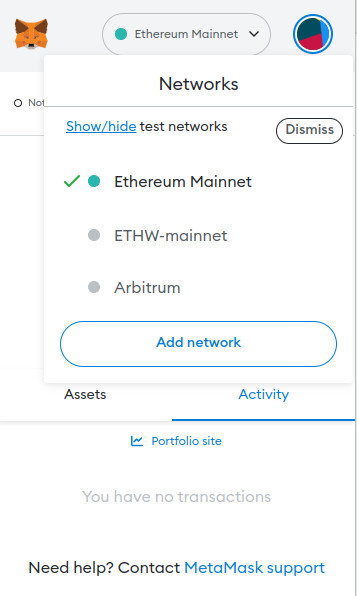 Ethereum Mainnet
Networks
Not
Show/hide test networks
Dismiss
Ethereum Mainnet
ETHW-mainnet
Arbitrum
Add network
Assets
Activity
Portfolio site
You have no transactions
Need help? Contact MetaMask support